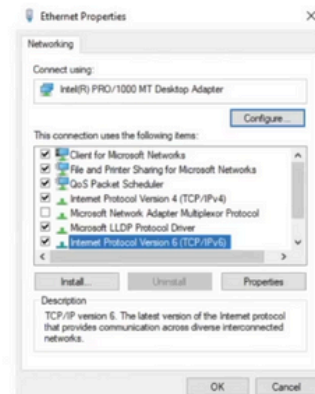 Ethernet Properties
Networking
Connect using:
Intel(R) PRO/1000 MT Desktop Adapter
Configure...
This connection uses the following items:
Client for Microsoft Networks
File and Printer Sharing for Microsoft Networks
QoS Packet Scheduler
Internet Protocol Version 4 (TCP/IPv4)
Microsoft Network Adapter Multiplexor Protocol
Microsoft LLDP Protocol Driver
Internet Protocol Version 6 (TCP/IPv6)
Install...
Uninstall
Properties
Description
TCP/IP version 6. The latest version of the internet protocol
that provides communication across diverse interconnected
networks.
OK
Cancel